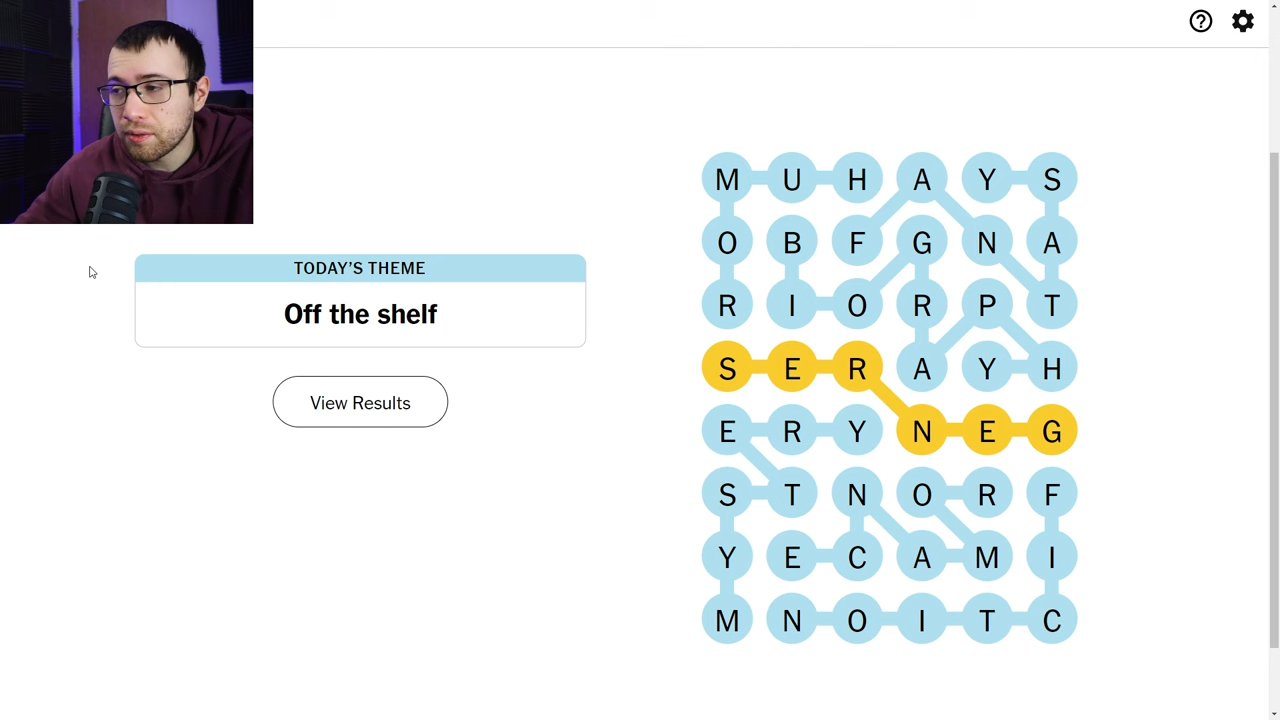 ?
TODAY'S THEME
Off the shelf
View Results
M U H A Y S
O B F G N A
R I O R P T
S E R A Y H
E R Y N E G
S T N O R F
Y E C A M I
M N O I T C